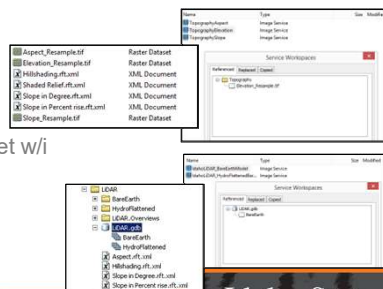 Name Type Size Modified
TopographyAspect Image Service
TopographyElevation Image Service
TopographySlope Image Service
Service Workspaces
Referenced Replaced Copied
Topography
Elevation_Resample.tif
Aspect_Resample.tif Raster Dataset
Elevation_Resample.tif Raster Dataset
Hillshading.rft.xml XML Document
Shaded Relief.rft.xml XML Document
Slope in Degree.rft.xml XML Document
Slope in Percent rise.rft.xml XML Document
Slope_Resample.tif Raster Dataset
et w/i
Name Type Size Modified
IdahoLiDAR_BareEarthModel Image Service
Image Service
Service Workspaces
Referenced Replaced Copied
LiDAR.gdb
BareEarth
LiDAR
BareEarth
HydroFlattened
LiDAR.Overviews
LiDAR.gdb
BareEarth
HydroFlattened
Aspect.rft.xml
Hillshading.rft.xml
Slope in Degree.rft.xml
Slope in Percent rise.rft.xml